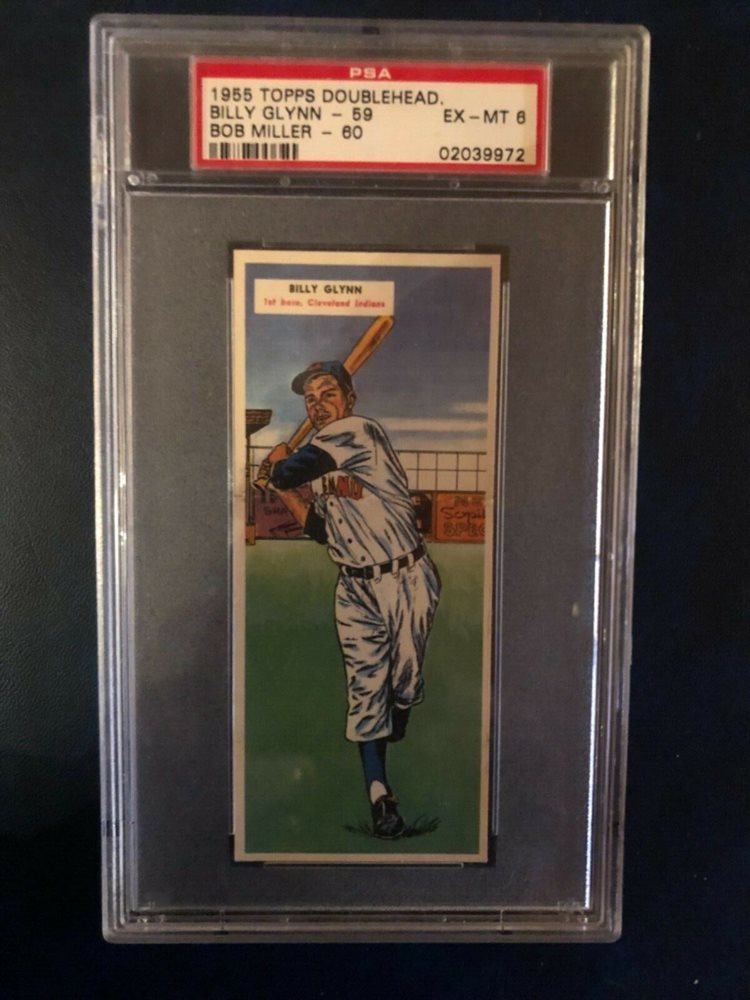 PSA
1955 TOPPS DOUBLEHEAD.
BILLY GLYNN - 59 EX-MT 6
BOB MILLER - 60
02039972
BILLY GLYNN
1st base, Cleveland Indians